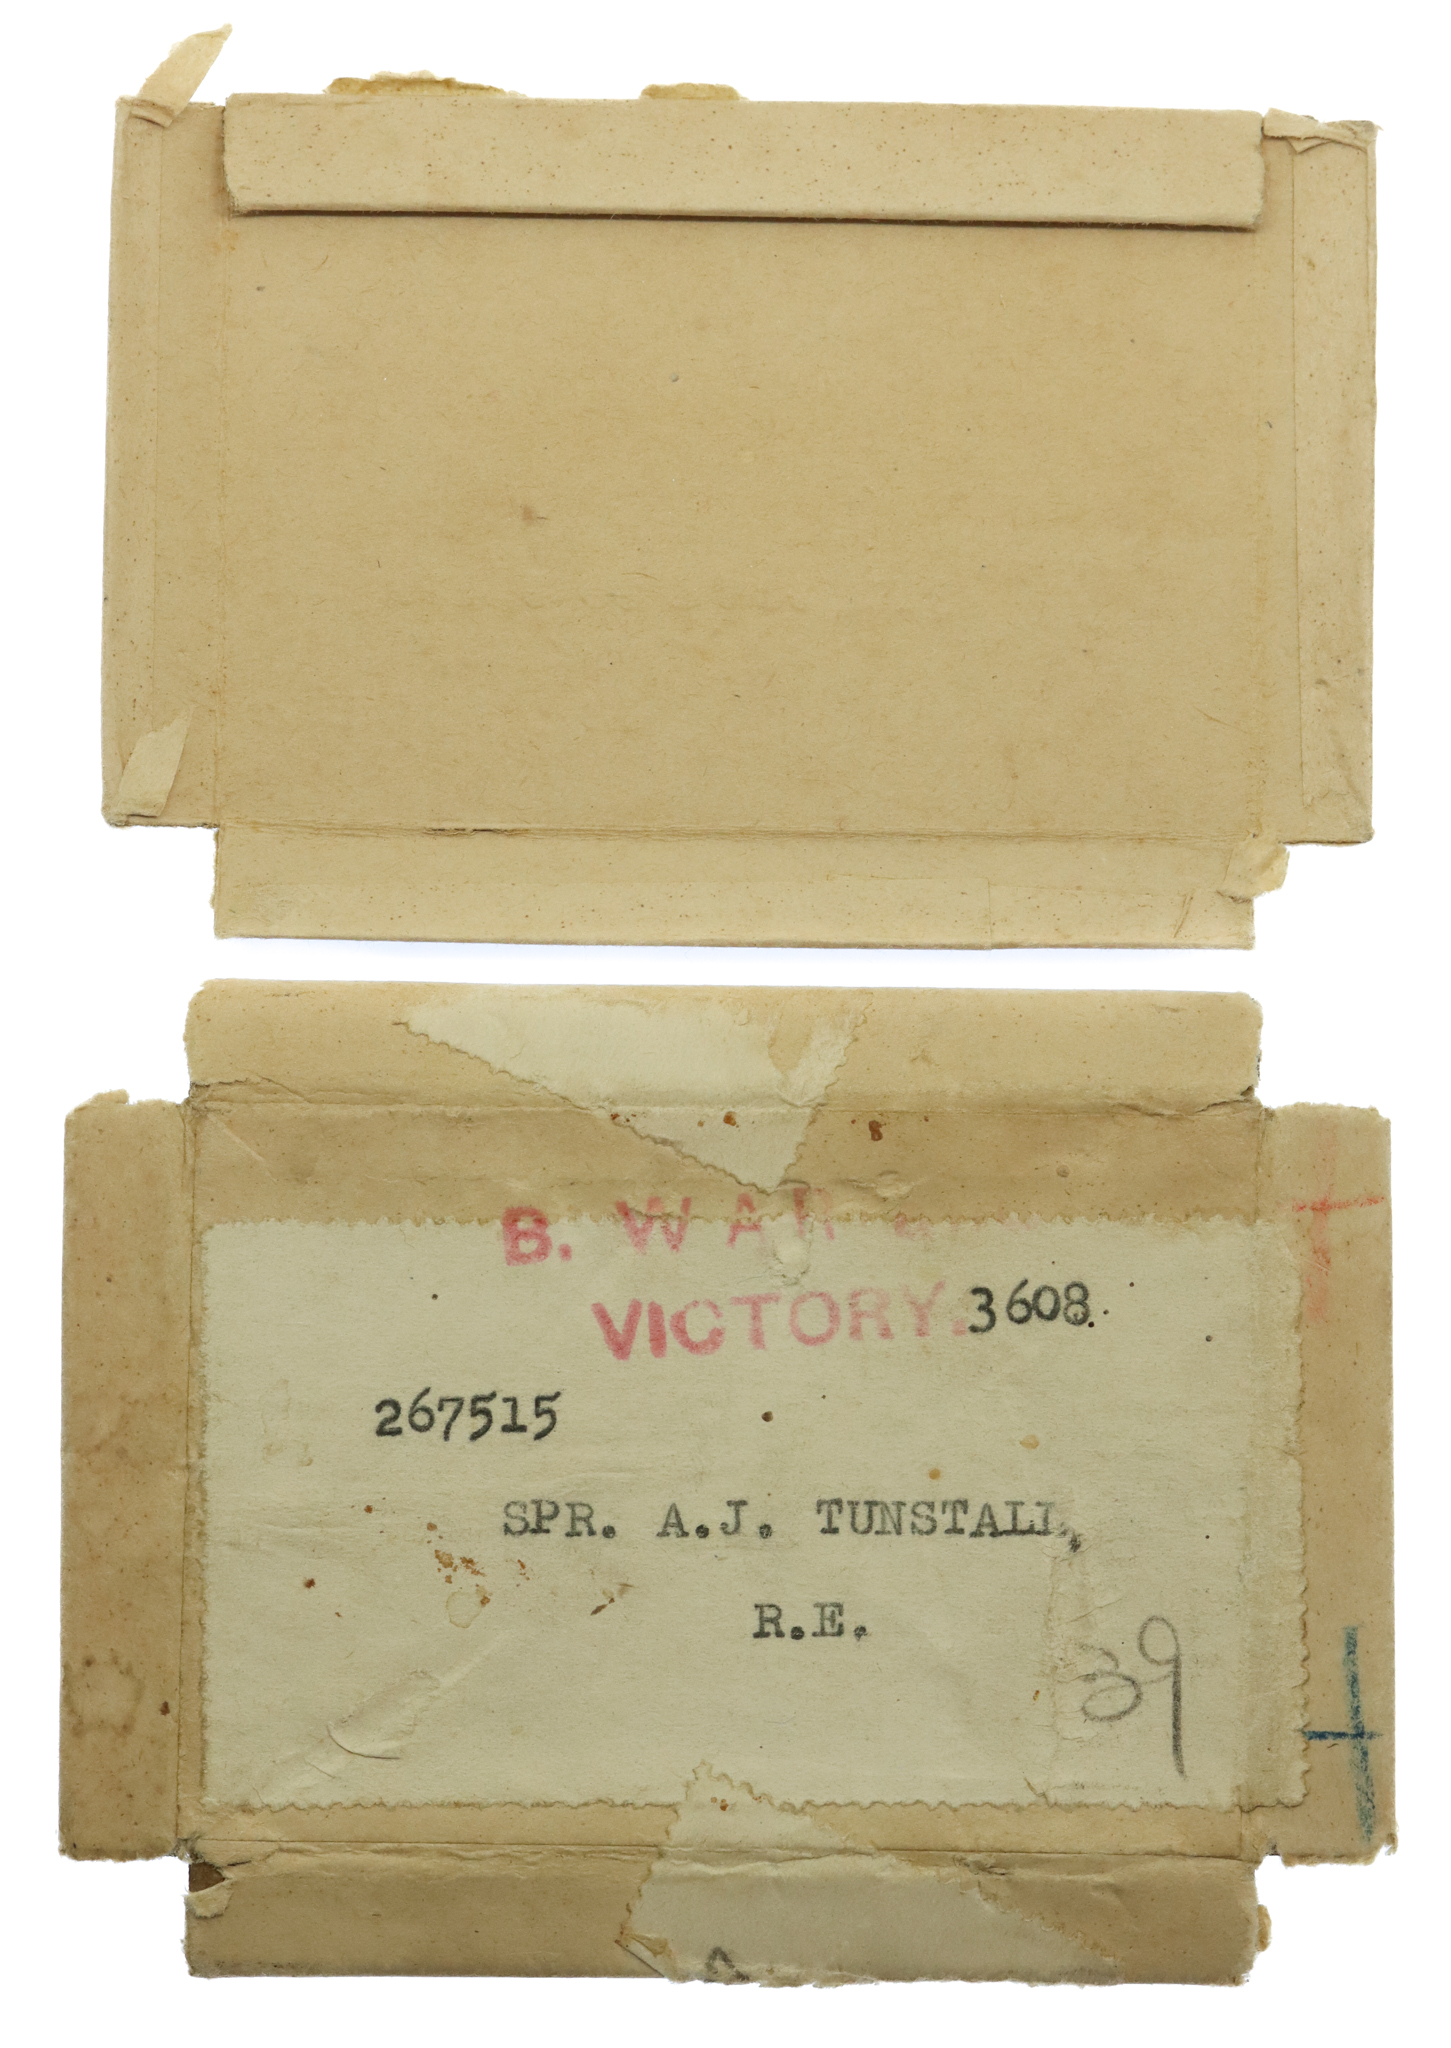 B. WAR &
VICTORY. 3608.
267515
SPR. A.J. TUNSTALL,
R.E.
39